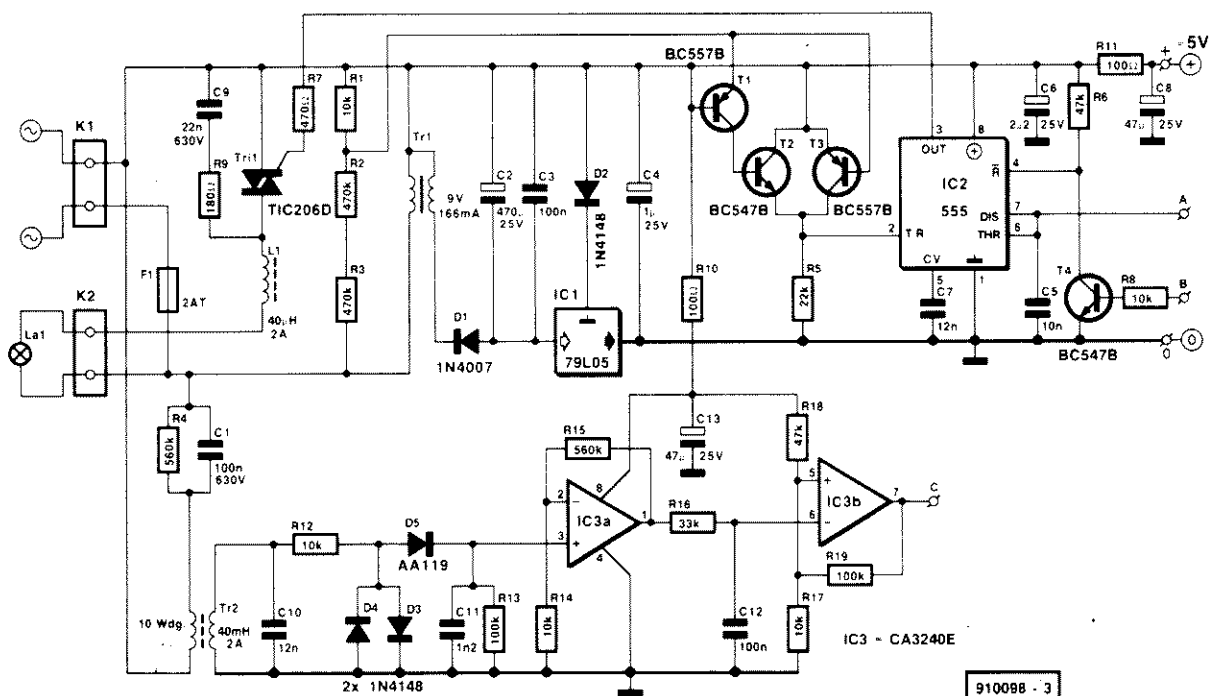 K1
K2
La1
F1
2AT
C9
22n
630V
R9
180Ω
Tri1
TIC206D
L1
40µH
2A
R7
470Ω
R1
10k
R2
470k
R3
470k
Tr1
9V
166mA
D1
1N4007
C2
470µ
25V
C3
100n
D2
1N4148
IC1
79L05
C4
1µ
25V
BC557B
T1
R10
100Ω
T2
BC547B
T3
BC557B
R5
22k
3
OUT
8
IC2
555
4
2
TR
DIS
7
THR
6
CV
5
1
C7
12n
C5
10n
C6
2µ2
25V
R6
47k
R11
100Ω
C8
47µ
25V
+
5V
A
T4
BC547B
R8
10k
B
0
0
R4
560k
C1
100n
630V
10 Wdg.
Tr2
40mH
2A
C10
12n
R12
10k
D5
AA119
D4
D3
2x 1N4148
C11
1n2
R13
100k
R14
10k
R15
560k
2
-
3
+
8
4
1
IC3a
C13
47µ
25V
R16
33k
C12
100n
R18
47k
5
+
6
-
IC3b
7
C
R19
100k
R17
10k
IC3 = CA3240E
910098 - 3